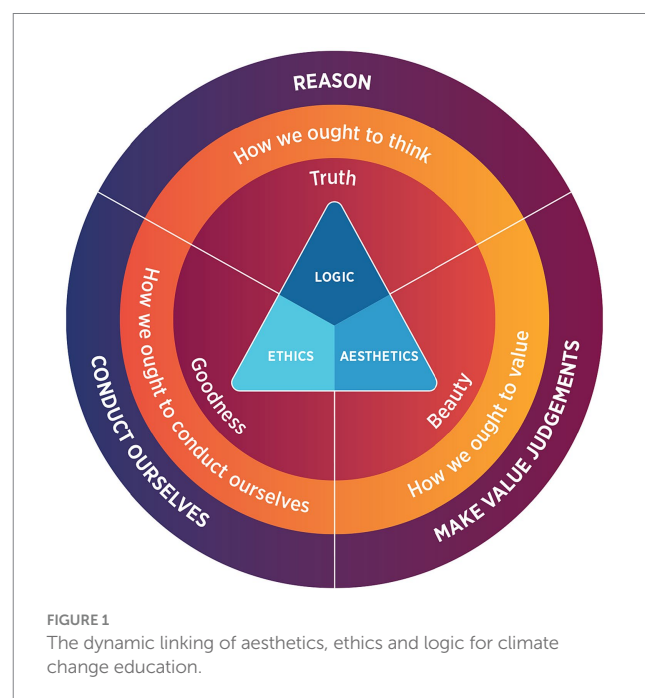 REASON
How we ought to think
Truth
LOGIC
ETHICS
AESTHETICS
Goodness
Beauty
How we ought to conduct ourselves
How we ought to value
CONDUCT OURSELVES
MAKE VALUE JUDGEMENTS
FIGURE 1
The dynamic linking of aesthetics, ethics and logic for climate
change education.